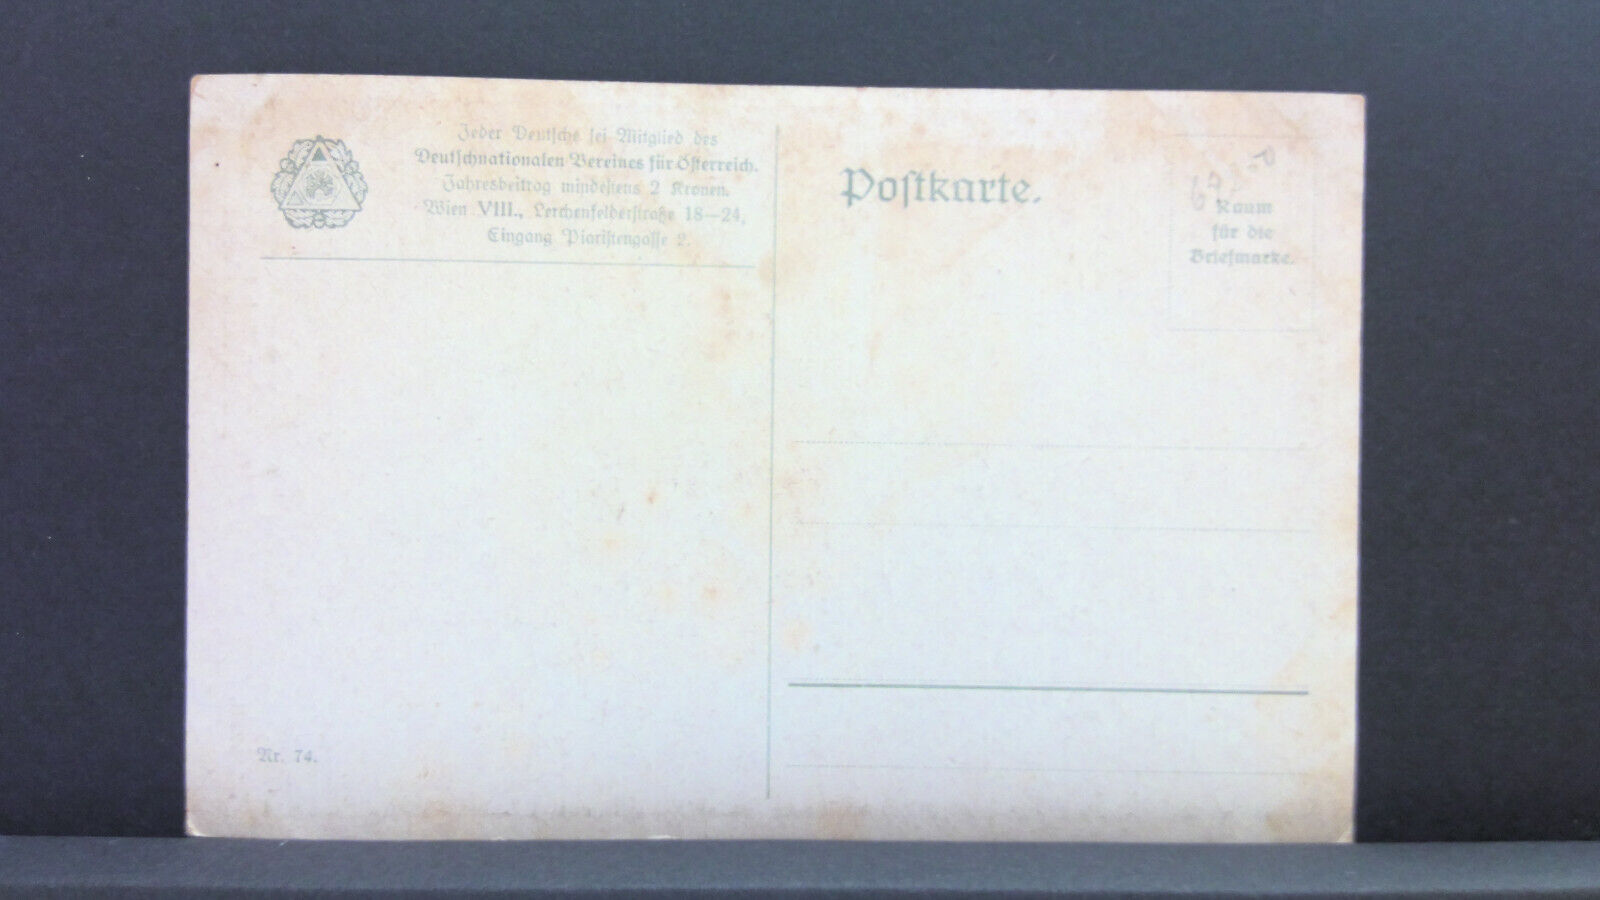 Jeder Deutsche sei Mitglied des
Deutschnationalen Vereines für Österreich.
Jahresbeitrag mindestens 2 Kronen.
Wien VIII., Lerchenfelderstraße 18—24,
Eingang Piaristengasse 2.
Postkarte.
Raum
für die
Briefmarke.
Nr. 74.